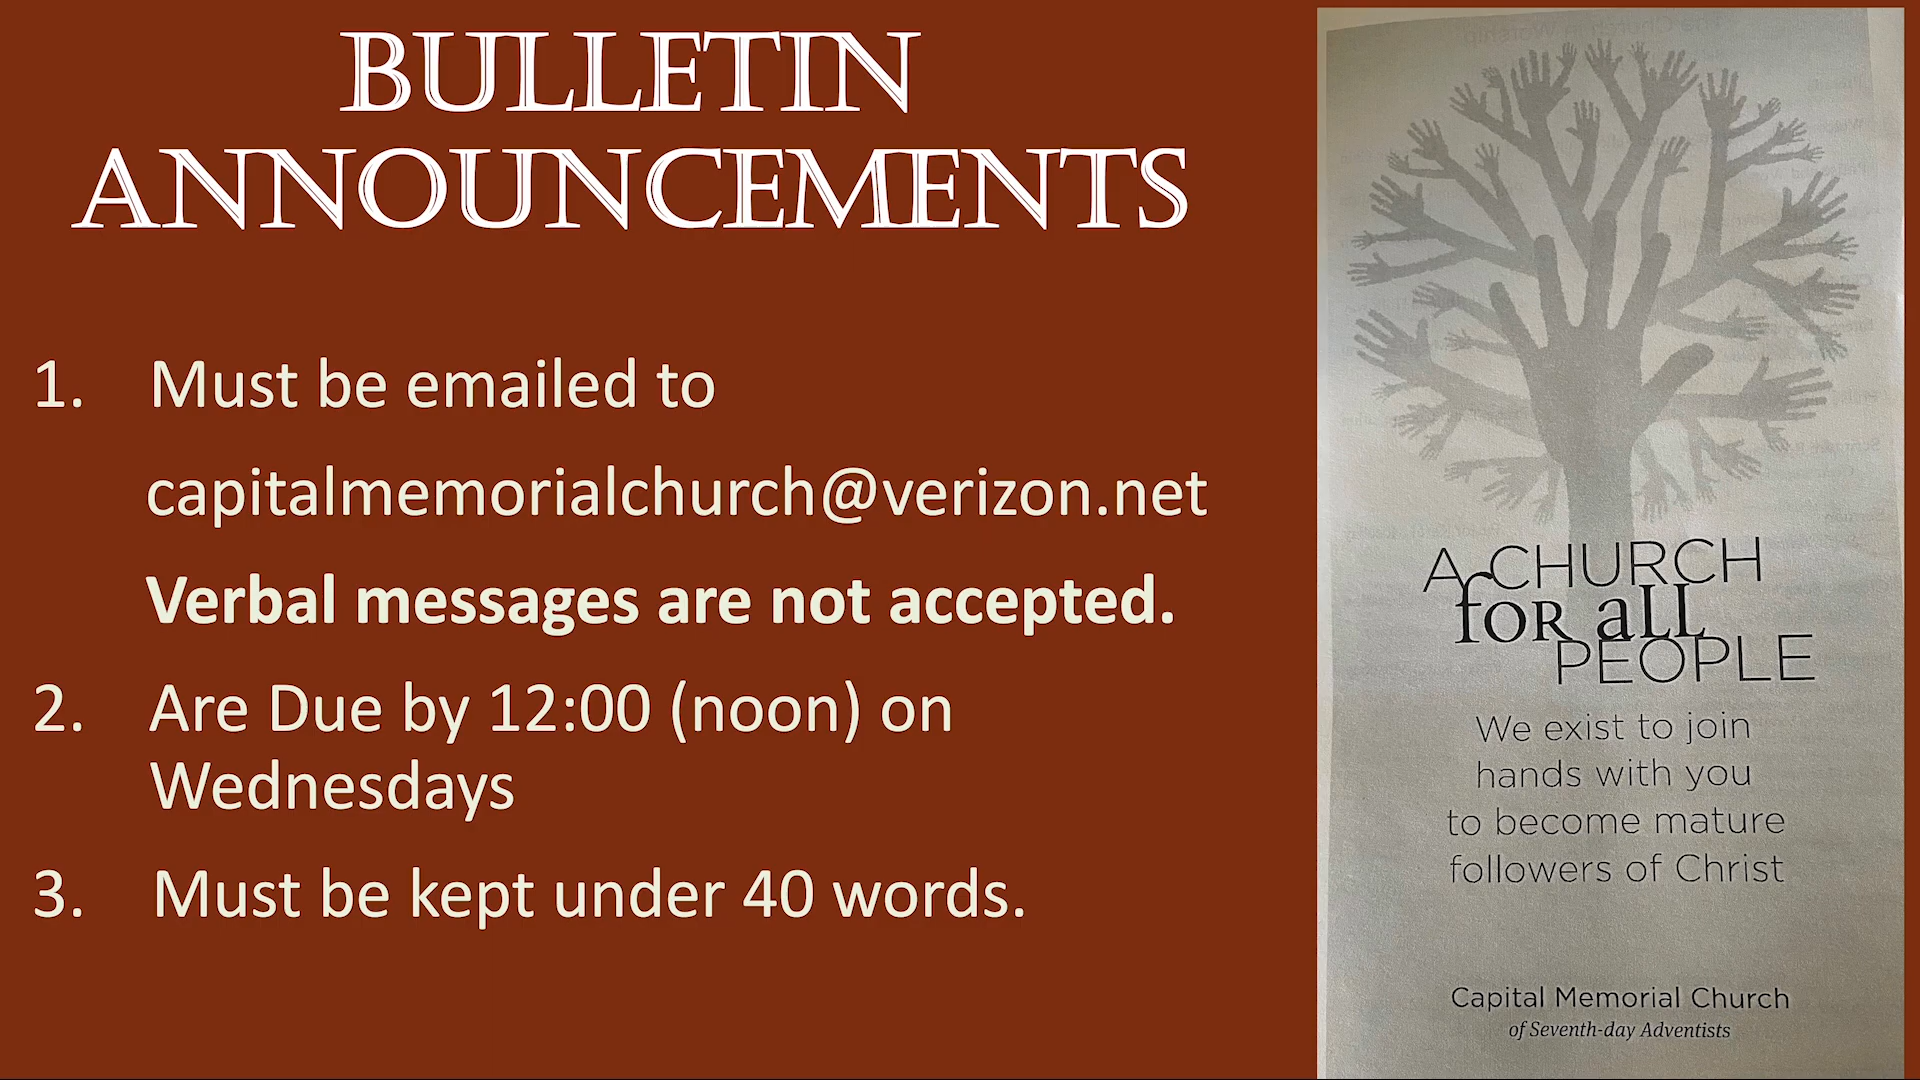 BULLETIN
ANNOUNCEMENTS
1. Must be emailed to
capitalmemorialchurch@verizon.net
Verbal messages are not accepted.
2. Are Due by 12:00 (noon) on
Wednesdays
3. Must be kept under 40 words.
A CHURCH
for all
PEOPLE
We exist to join
hands with you
to become mature
followers of Christ
Capital Memorial Church
of Seventh-day Adventists